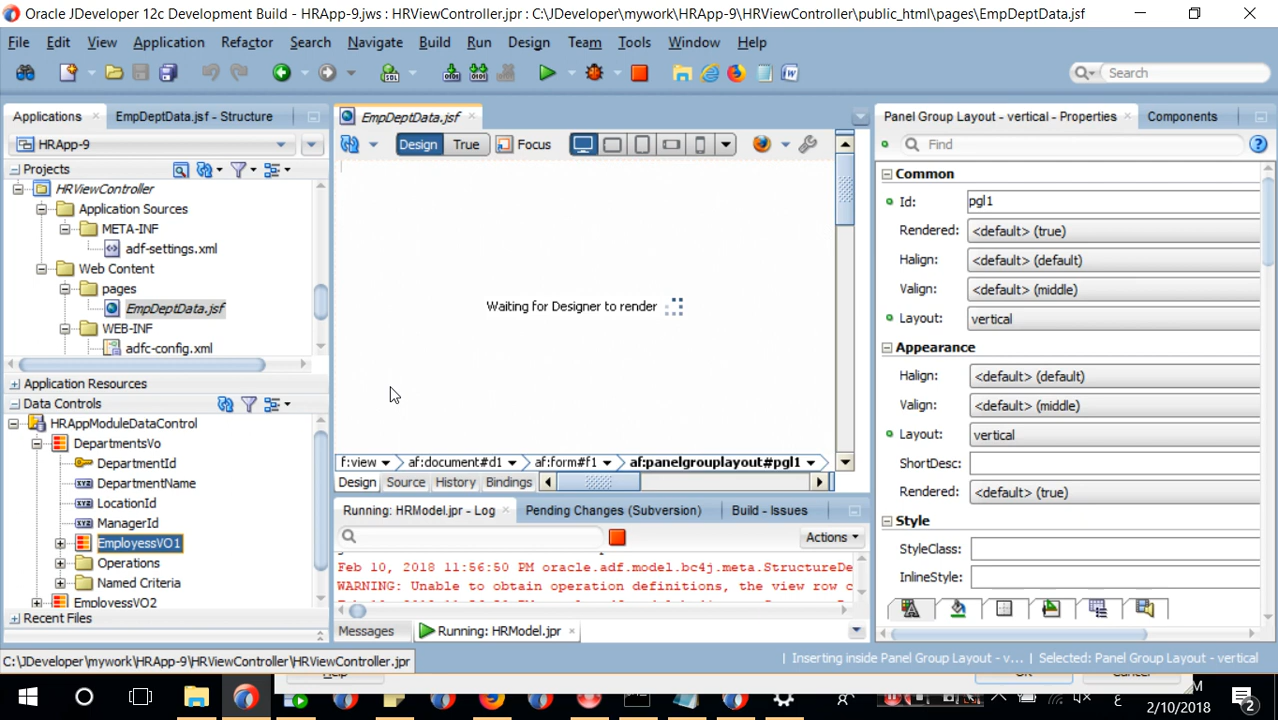 Oracle JDeveloper 12c Development Build - HRApp-9.jws : HRViewController.jpr : C:\JDeveloper\mywork\HRApp-9\HRViewController\public_html\pages\EmpDeptData.jsf
File Edit View Application Refactor Search Navigate Build Run Design Team Tools Window Help
Search
Applications
EmpDeptData.jsf - Structure
HRApp-9
Projects
HRViewController
Application Sources
META-INF
adf-settings.xml
Web Content
pages
EmpDeptData.jsf
WEB-INF
adfc-config.xml
Application Resources
Data Controls
HRAppModuleDataControl
DepartmentsVo
DepartmentId
DepartmentName
LocationId
ManagerId
EmployessVO1
Operations
Named Criteria
EmployessVO2
Recent Files
EmpDeptData.jsf
Design True Focus
Waiting for Designer to render
f:view af:document#d1 af:form#f1 af:panelgrouplayout#pgl1
Design Source History Bindings
Running: HRModel.jpr - Log
Pending Changes (Subversion)
Build - Issues
Actions
Feb 10, 2018 11:56:50 PM oracle.adf.model.bc4j.meta.StructureDe
WARNING: Unable to obtain operation definitions, the view row c
Messages
Running: HRModel.jpr
Panel Group Layout - vertical - Properties
Components
Find
Common
Id: pgl1
Rendered: <default> (true)
Halign: <default> (default)
Valign: <default> (middle)
Layout: vertical
Appearance
Halign: <default> (default)
Valign: <default> (middle)
Layout: vertical
ShortDesc:
Rendered: <default> (true)
Style
StyleClass:
InlineStyle:
C:\JDeveloper\mywork\HRApp-9\HRViewController\HRViewController.jpr
Inserting inside Panel Group Layout - v...
Selected: Panel Group Layout - vertical
ع
2/10/2018
2